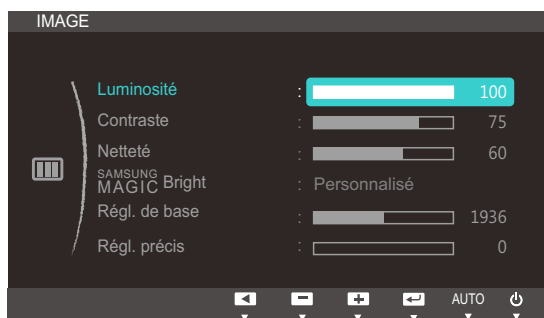 IMAGE
Luminosité : 100
Contraste : 75
Netteté : 60
SAMSUNG MAGIC Bright : Personnalisé
Régl. de base : 1936
Régl. précis : 0
AUTO